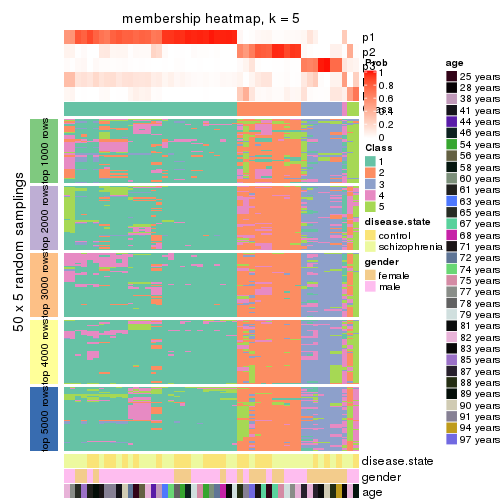 membership heatmap, k = 5
p1
p2
p3
Prob
1
0.8
0.6
0.4
0.2
0
Class
1
2
3
4
5
disease.state
control
schizophrenia
gender
female
male
age
25 years
28 years
38 years
41 years
44 years
46 years
54 years
56 years
58 years
60 years
61 years
63 years
65 years
67 years
68 years
71 years
72 years
74 years
75 years
77 years
78 years
79 years
81 years
82 years
83 years
85 years
87 years
88 years
89 years
90 years
91 years
94 years
97 years
50 x 5 random samplings
top 1000 rows
top 2000 rows
top 3000 rows
top 4000 rows
top 5000 rows
disease.state
gender
age